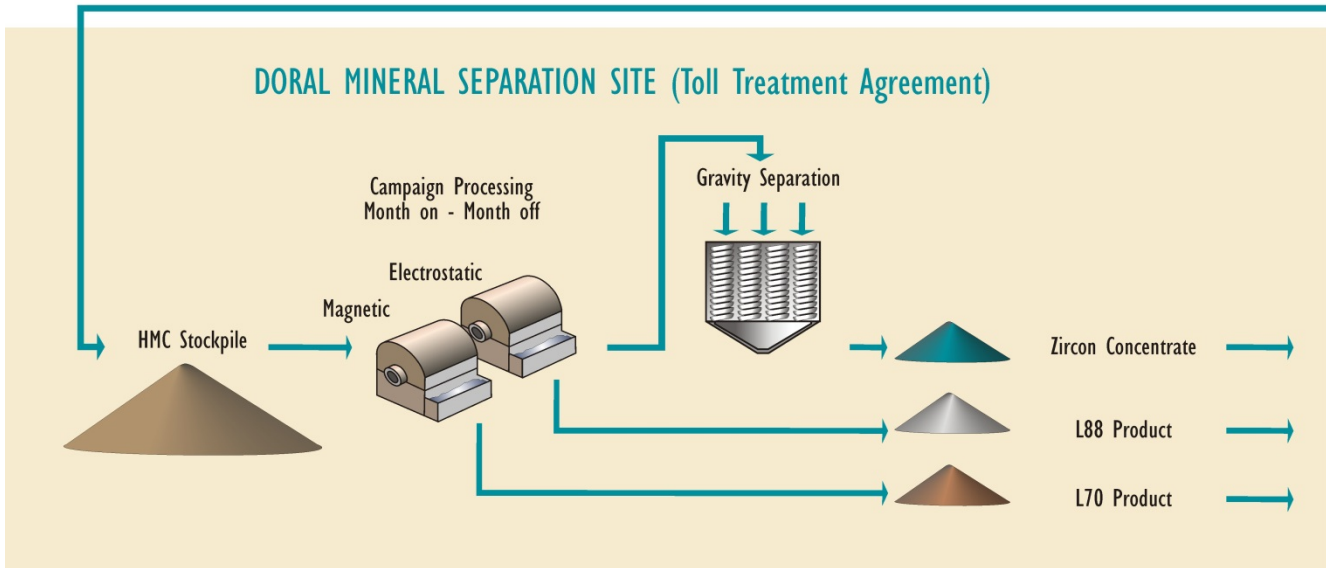 DORAL MINERAL SEPARATION SITE (Toll Treatment Agreement)
Campaign Processing
Month on - Month off
Gravity Separation
Electrostatic
Magnetic
HMC Stockpile
Zircon Concentrate
L88 Product
L70 Product